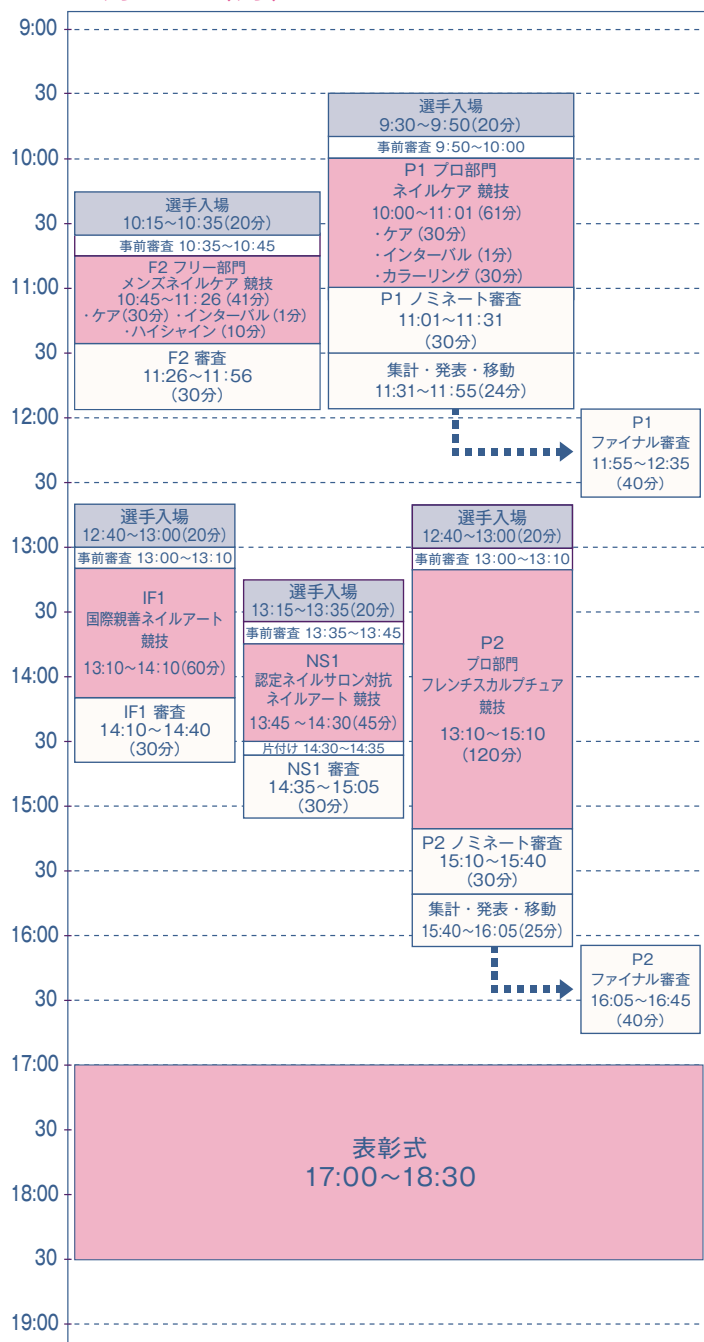 9:00
30
10:00
30
11:00
30
12:00
30
13:00
30
14:00
30
15:00
30
16:00
30
17:00
30
18:00
30
19:00
選手入場
9:30〜9:50(20分)
事前審査 9:50〜10:00
P1 プロ部門
ネイルケア 競技
10:00〜11:01(61分)
・ケア(30分)
・インターバル(1分)
・カラーリング(30分)
P1 ノミネート審査
11:01〜11:31
(30分)
集計・発表・移動
11:31〜11:55(24分)
選手入場
10:15〜10:35(20分)
事前審査 10:35〜10:45
F2 フリー部門
メンズネイルケア 競技
10:45〜11:26(41分)
・ケア(30分)・インターバル(1分)
・ハイシャイン(10分)
F2 審査
11:26〜11:56
(30分)
P1
ファイナル審査
11:55〜12:35
(40分)
選手入場
12:40〜13:00(20分)
事前審査 13:00〜13:10
IF1
国際親善ネイルアート
競技
13:10〜14:10(60分)
IF1 審査
14:10〜14:40
(30分)
選手入場
13:15〜13:35(20分)
事前審査 13:35〜13:45
NS1
認定ネイルサロン対抗
ネイルアート 競技
13:45〜14:30(45分)
片付け 14:30〜14:35
NS1 審査
14:35〜15:05
(30分)
選手入場
12:40〜13:00(20分)
事前審査 13:00〜13:10
P2
プロ部門
フレンチスカルプチュア
競技
13:10〜15:10
(120分)
P2 ノミネート審査
15:10〜15:40
(30分)
集計・発表・移動
15:40〜16:05(25分)
P2
ファイナル審査
16:05〜16:45
(40分)
表彰式
17:00〜18:30